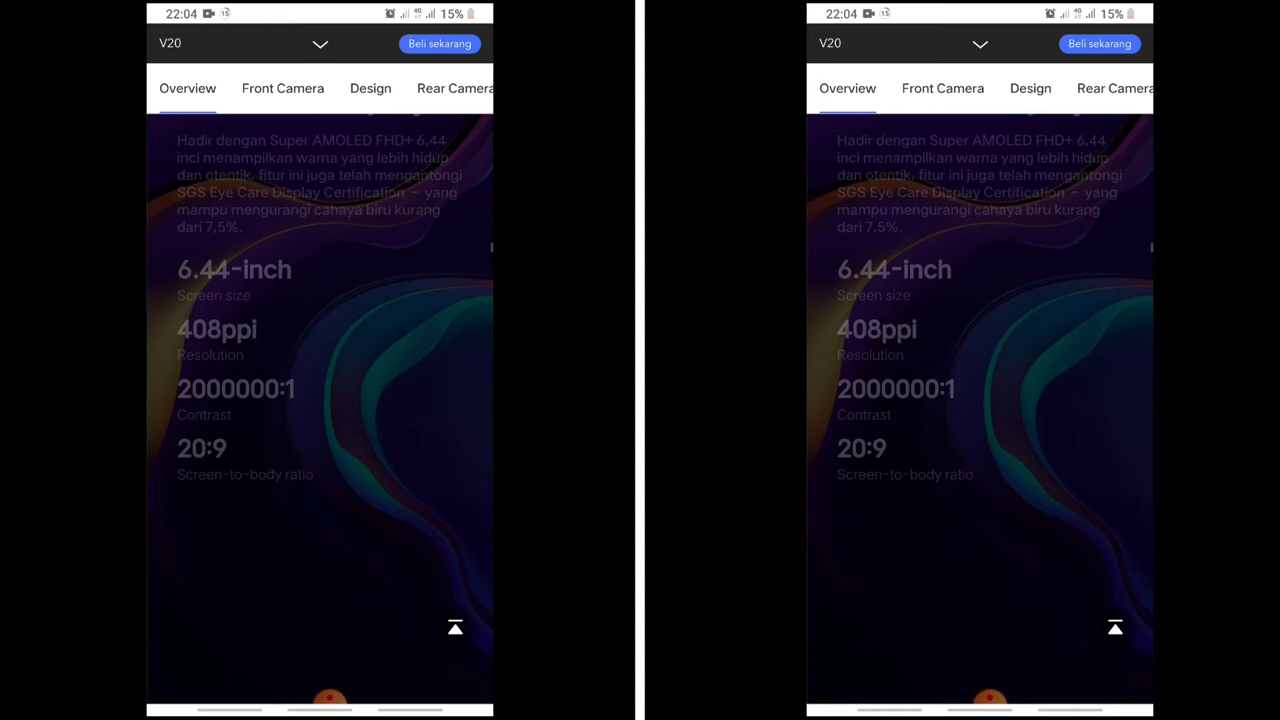 22:04 15 4G 15%
V20 Beli sekarang
Overview Front Camera Design Rear Camera
Hadir dengan Super AMOLED FHD+ 6,44
inci menampilkan warna yang lebih hidup
dan otentik, fitur ini juga telah mengantongi
SGS Eye Care Display Certification – yang
mampu mengurangi cahaya biru kurang
dari 7,5%.
6.44-inch
Screen size
408ppi
Resolution
2000000:1
Contrast
20:9
Screen-to-body ratio
22:04 15 4G 15%
V20 Beli sekarang
Overview Front Camera Design Rear Camera
Hadir dengan Super AMOLED FHD+ 6,44
inci menampilkan warna yang lebih hidup
dan otentik, fitur ini juga telah mengantongi
SGS Eye Care Display Certification – yang
mampu mengurangi cahaya biru kurang
dari 7,5%.
6.44-inch
Screen size
408ppi
Resolution
2000000:1
Contrast
20:9
Screen-to-body ratio